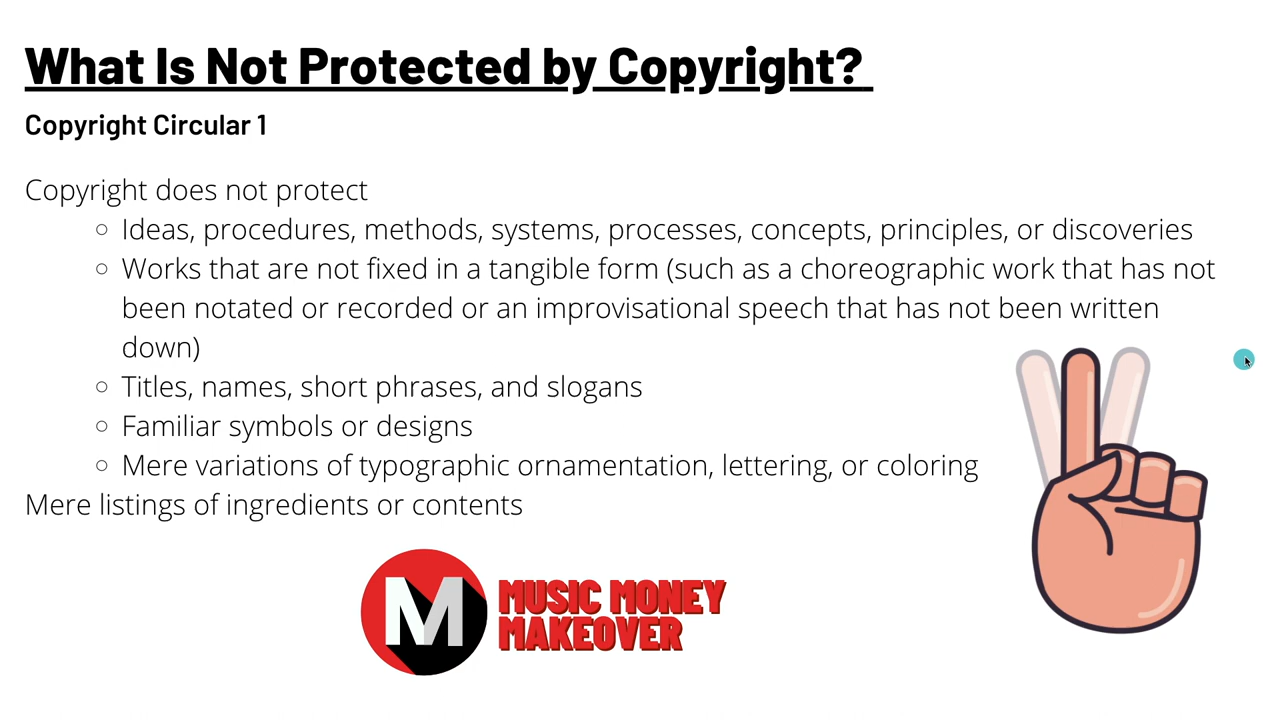 What Is Not Protected by Copyright?
Copyright Circular 1
Copyright does not protect
Ideas, procedures, methods, systems, processes, concepts, principles, or discoveries
Works that are not fixed in a tangible form (such as a choreographic work that has not
been notated or recorded or an improvisational speech that has not been written
down)
Titles, names, short phrases, and slogans
Familiar symbols or designs
Mere variations of typographic ornamentation, lettering, or coloring
Mere listings of ingredients or contents
M
MUSIC MONEY
MAKEOVER